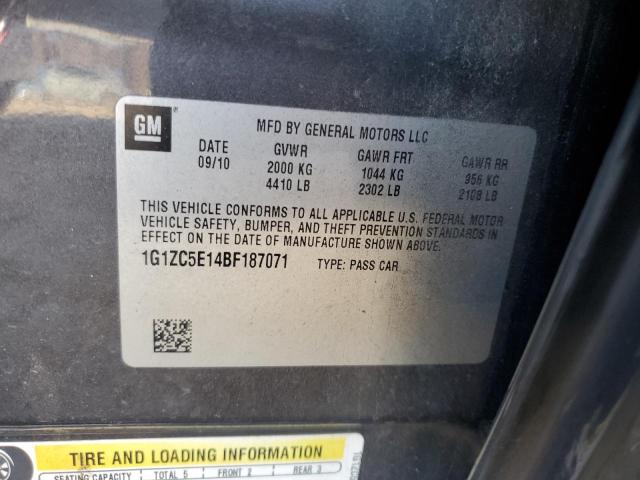 GM
MFD BY GENERAL MOTORS LLC
DATE GVWR GAWR FRT GAWR RR
09/10 2000 KG 1044 KG 956 KG
4410 LB 2302 LB 2108 LB
THIS VEHICLE CONFORMS TO ALL APPLICABLE U.S. FEDERAL MOTOR
VEHICLE SAFETY, BUMPER, AND THEFT PREVENTION STANDARDS IN
EFFECT ON THE DATE OF MANUFACTURE SHOWN ABOVE.
1G1ZC5E14BF187071 TYPE: PASS CAR
TIRE AND LOADING INFORMATION
SEATING CAPACITY TOTAL 5 FRONT 2 REAR 3